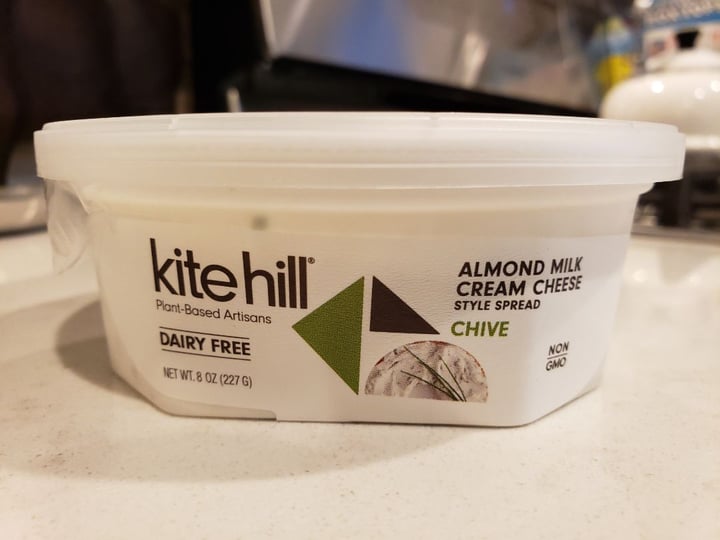 kite hill®
Plant-Based Artisans
DAIRY FREE
NET WT. 8 OZ (227 G)
ALMOND MILK
CREAM CHEESE
STYLE SPREAD
CHIVE
NON
GMO